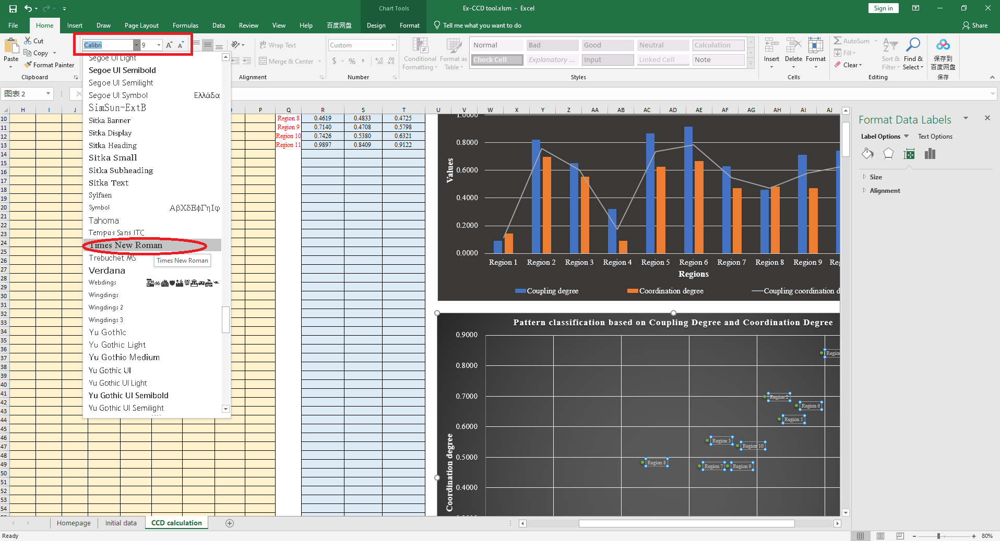 Chart Tools
Ex-CCD tool.xlsm - Excel
Sign in
File Home Insert Draw Page Layout Formulas Data Review View Help 百度网盘 Design Format Tell me what you want to do Share
Paste
Cut
Copy
Format Painter
Clipboard
Calibri 9
Wrap Text
Merge & Center
Alignment
Custom
$ % ,
Number
Conditional Formatting
Format as Table
Normal Bad Good Neutral Calculation
Check Cell Explanatory ... Input Linked Cell Note
Styles
Insert Delete Format
Cells
AutoSum
Fill
Clear
Sort & Filter
Find & Select
Editing
保存到
百度网盘
保存
图表 2
Segoe UI Light
Segoe UI Semibold
Segoe UI Semilight
Segoe UI Symbol Ελλάδα
SimSun-ExtB
Sitka Banner
Sitka Display
Sitka Heading
Sitka Small
Sitka Subheading
Sitka Text
Sylfaen
Symbol ΑβΧδΕφΓηΙφ
Tahoma
Tempus Sans ITC
Times New Roman
Trebuchet MS
Times New Roman
Verdana
Webdings
Wingdings
Wingdings 2
Wingdings 3
Yu Gothic
Yu Gothic Light
Yu Gothic Medium
Yu Gothic UI
Yu Gothic UI Light
Yu Gothic UI Semibold
Yu Gothic UI Semilight
H I J P Q R S T U V W X Y Z AA AB AC AD AE AF AG AH AI AJ
10 Region 8 0.4619 0.4833 0.4725
11 Region 9 0.7140 0.4708 0.5798
12 Region 10 0.7426 0.5380 0.6321
13 Region 11 0.9897 0.8409 0.9122
14
15
16
17
18
19
20
21
22
23
24
25
26
27
28
29
30
31
32
33
34
35
36
37
38
39
40
41
42
43
44
45
46
47
48
49
50
51
52
53
54
1.0000
0.8000
0.6000
0.4000
0.2000
0.0000
Values
Region 1 Region 2 Region 3 Region 4 Region 5 Region 6 Region 7 Region 8 Region 9 Reg
Regions
Coupling degree Coordination degree Coupling coordination d
Pattern classification based on Coupling Degree and Coordination Degree
0.9000
0.8000
0.7000
0.6000
0.5000
0.4000
Coordination degree
Region
Region 2
Region 6
Region 5
Region 3
Region 10
Region 8
Region 7
Region 9
Format Data Labels
Label Options Text Options
Size
Alignment
Homepage Initial data CCD calculation
Ready
80%